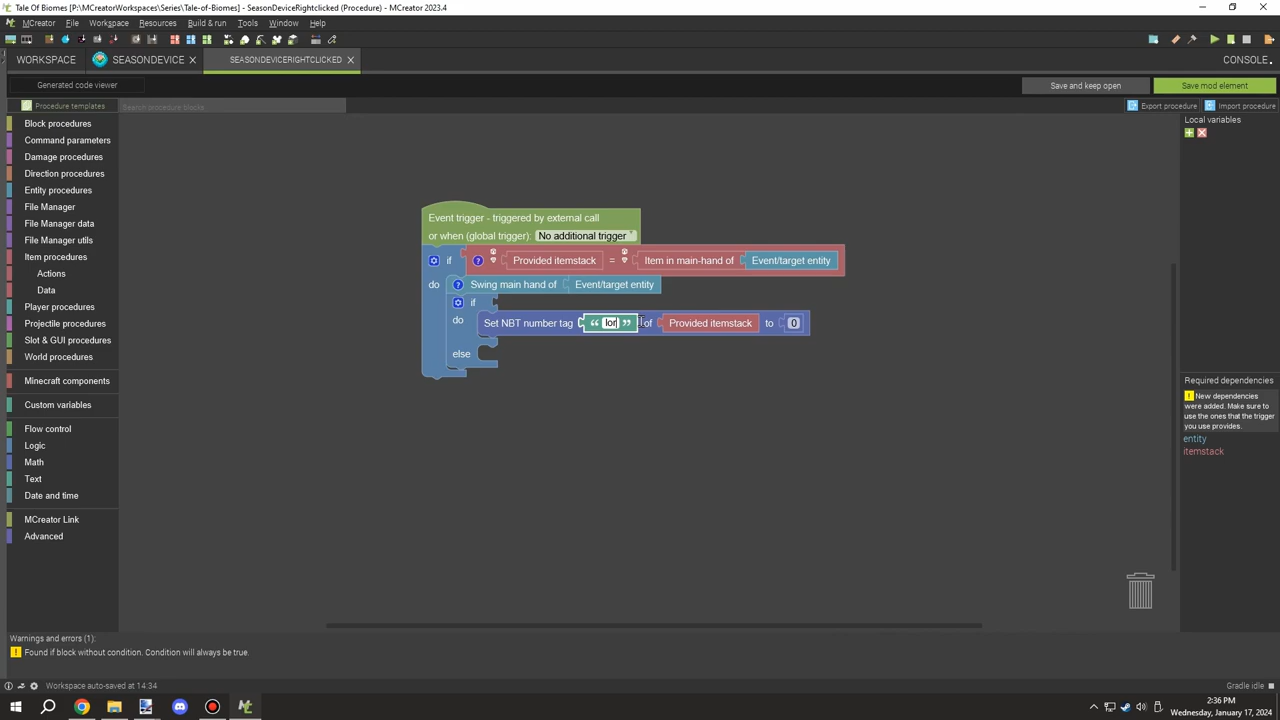 Tale Of Biomes [P:\MCreatorWorkspaces\Series\Tale-of-Biomes] - SeasonDeviceRightclicked (Procedure) - MCreator 2023.4
MCreator File Workspace Resources Build & run Tools Window Help
WORKSPACE SEASONDEVICE SEASONDEVICERIGHTCLICKED CONSOLE
Generated code viewer Save and keep open Save mod element
Procedure templates Search procedure blocks Export procedure Import procedure
Local variables
Block procedures
Command parameters
Damage procedures
Direction procedures
Entity procedures
File Manager
File Manager data
File Manager utils
Item procedures
Actions
Data
Player procedures
Projectile procedures
Slot & GUI procedures
World procedures
Minecraft components
Custom variables
Flow control
Logic
Math
Text
Date and time
MCreator Link
Advanced
Event trigger - triggered by external call
or when (global trigger): No additional trigger
if ? Provided itemstack = Item in main-hand of Event/target entity
do ? Swing main hand of Event/target entity
if
do Set NBT number tag “ lor ” of Provided itemstack to 0
else
Required dependencies
! New dependencies
were added. Make sure to
use the ones that the trigger
you use provides.
entity
itemstack
Warnings and errors (1):
! Found if block without condition. Condition will always be true.
Workspace auto-saved at 14:34 Gradle idle
2:36 PM
Wednesday, January 17, 2024